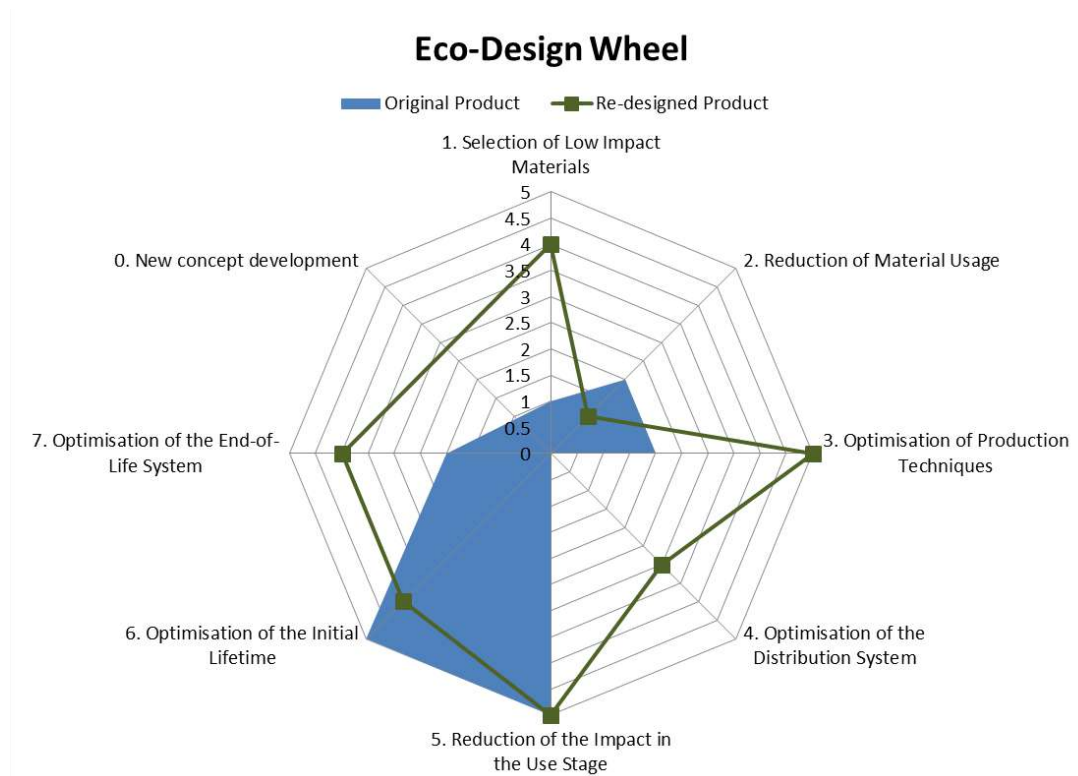 Eco-Design Wheel
Original Product
Re-designed Product
1. Selection of Low Impact
Materials
5
4.5
4
3.5
3
2.5
2
1.5
1
0.5
0
0. New concept development
2. Reduction of Material Usage
7. Optimisation of the End-of-
Life System
3. Optimisation of Production
Techniques
6. Optimisation of the Initial
Lifetime
4. Optimisation of the
Distribution System
5. Reduction of the Impact in
the Use Stage